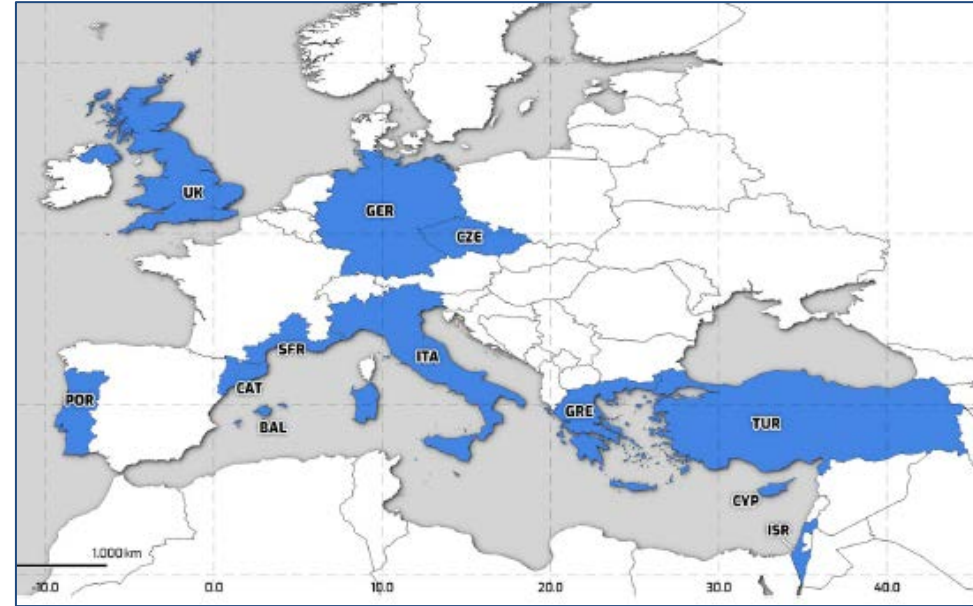 UK
GER
CZE
SFR
ITA
CAT
POR
BAL
GRE
TUR
CYP
ISR
1.000 km
-10.0 0.0 10.0 20.0 30.0 40.0